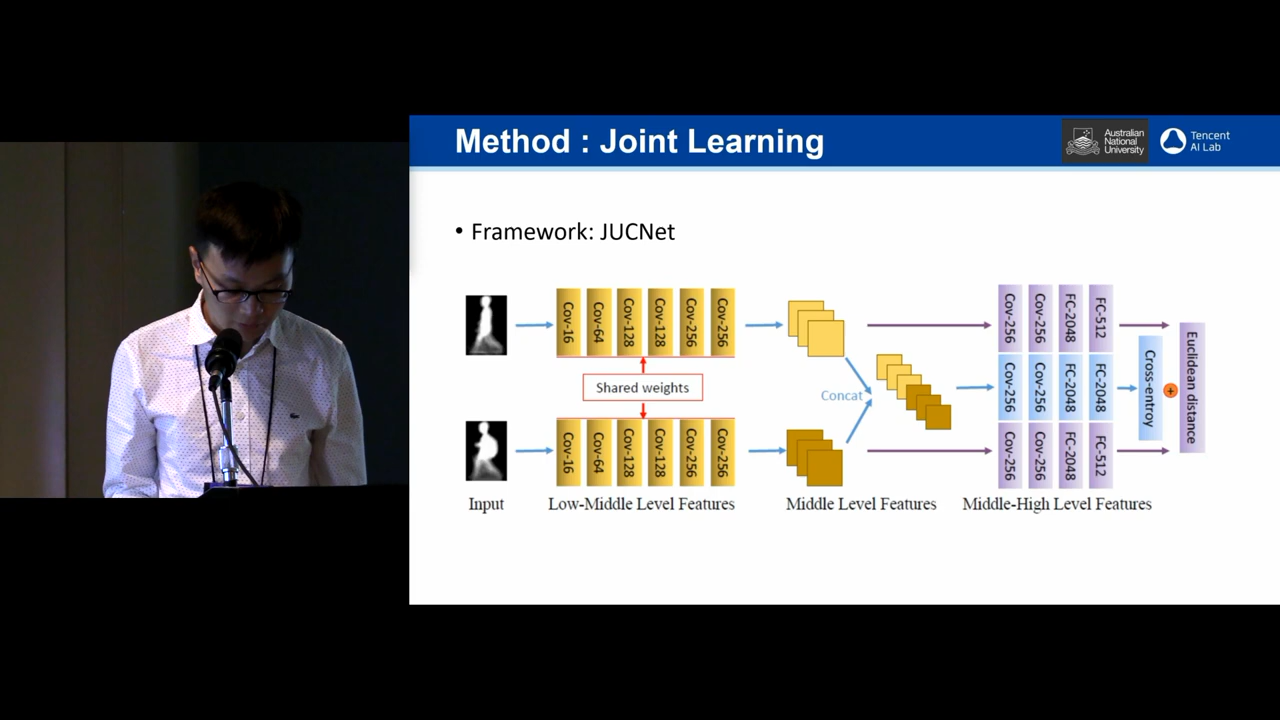 Method : Joint Learning
Australian
National
University
Tencent
AI Lab
• Framework: JUCNet
Cov-16
Cov-64
Cov-128
Cov-128
Cov-256
Cov-256
Cov-256
Cov-256
FC-2048
FC-512
Shared weights
Concat
Cov-256
Cov-256
FC-2048
FC-2048
Cross-entroy
+
Euclidean distance
Cov-16
Cov-64
Cov-128
Cov-128
Cov-256
Cov-256
Cov-256
Cov-256
FC-2048
FC-512
Input
Low-Middle Level Features
Middle Level Features
Middle-High Level Features